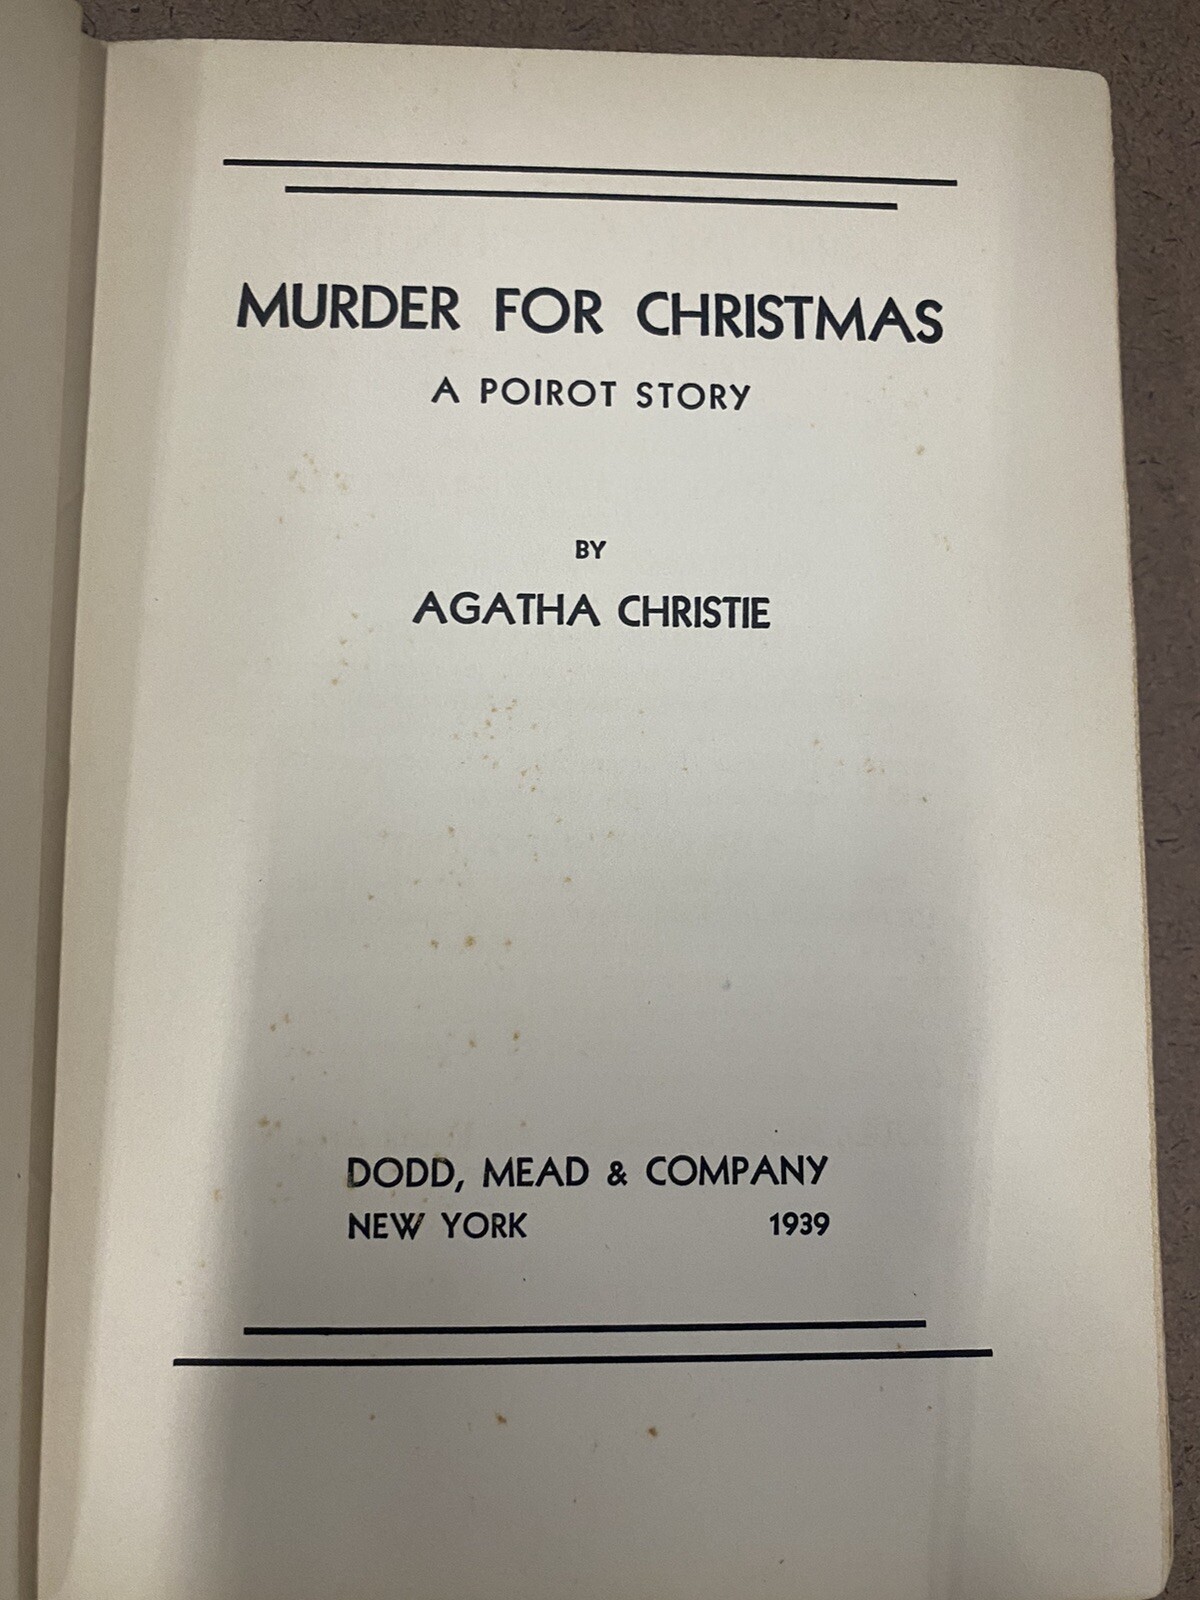 MURDER FOR CHRISTMAS
A POIROT STORY
BY
AGATHA CHRISTIE
DODD, MEAD & COMPANY
NEW YORK 1939